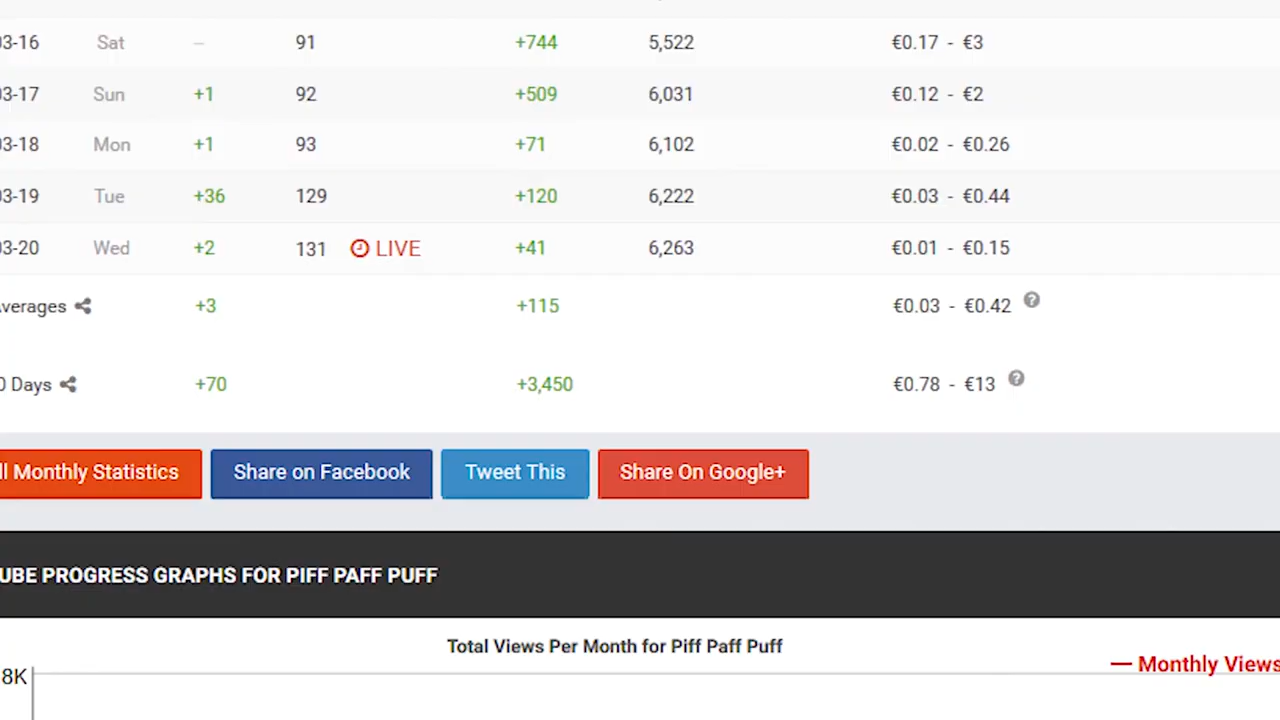 03-16 Sat – 91 +744 5,522 €0.17 - €3
03-17 Sun +1 92 +509 6,031 €0.12 - €2
03-18 Mon +1 93 +71 6,102 €0.02 - €0.26
03-19 Tue +36 129 +120 6,222 €0.03 - €0.44
03-20 Wed +2 131 LIVE +41 6,263 €0.01 - €0.15
verages +3 +115 €0.03 - €0.42 ?
0 Days +70 +3,450 €0.78 - €13 ?
ll Monthly Statistics Share on Facebook Tweet This Share On Google+
UBE PROGRESS GRAPHS FOR PIFF PAFF PUFF
Total Views Per Month for Piff Paff Puff
8K — Monthly Views